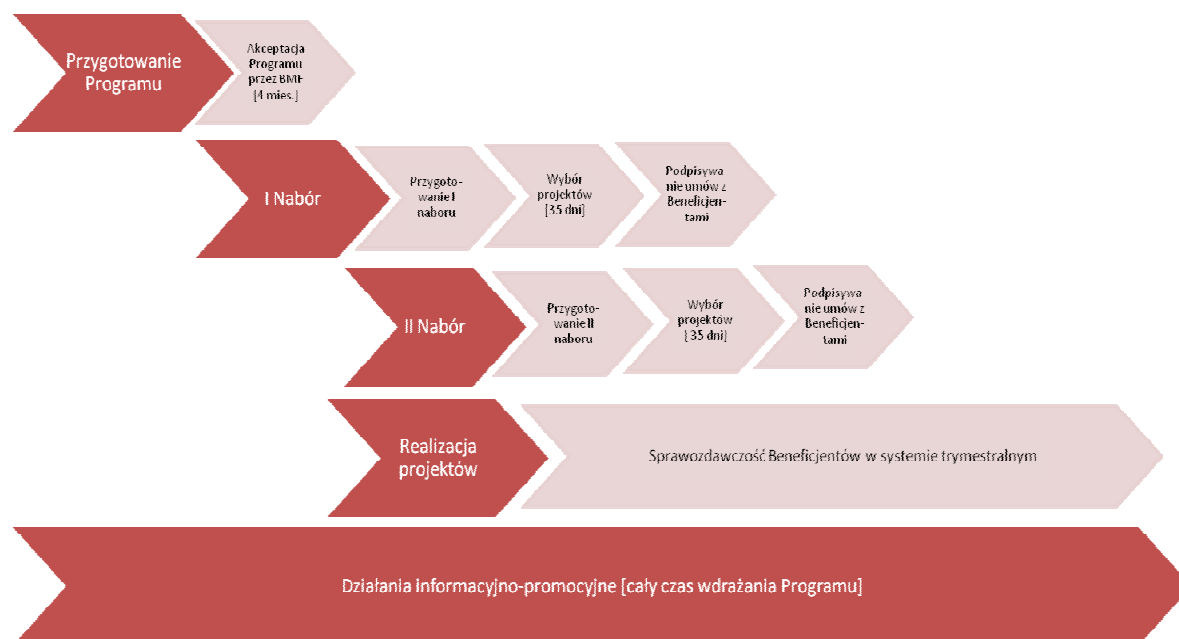 Przygotowanie
Programu
Akceptacja
Programu
przez BMF
[4 mies.]
I Nabór
Przygoto-
wanie I
naboru
Wybór
projektów
[35 dni]
Podpisywa
nie umów z
Beneficjen-
tami
II Nabór
Przygoto-
wanie II
naboru
Wybór
projektów
[ 35 dni]
Podpisywa
nie umów z
Beneficjen-
tami
Realizacja
projektów
Sprawozdawczość Beneficjentów w systemie trymestralnym
Działania informacyjno-promocyjne [cały czas wdrażania Programu]